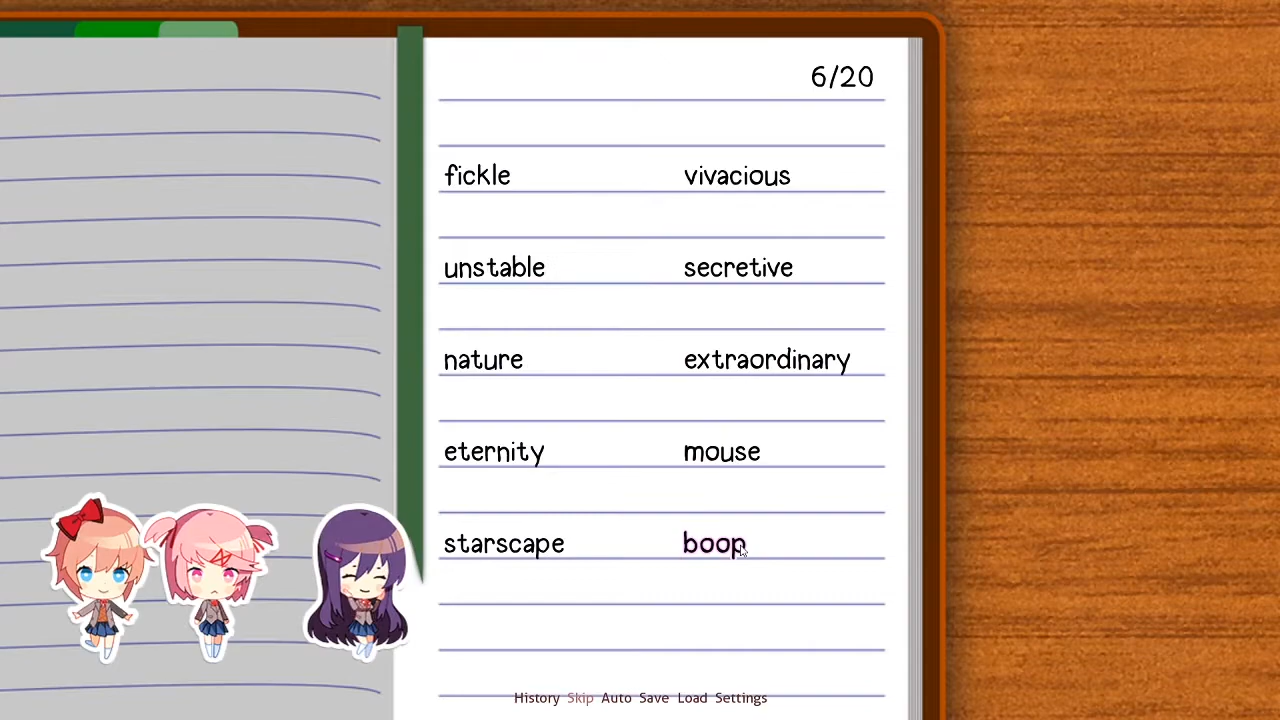 6/20
fickle vivacious
unstable secretive
nature extraordinary
eternity mouse
starscape boop
History Skip Auto Save Load Settings